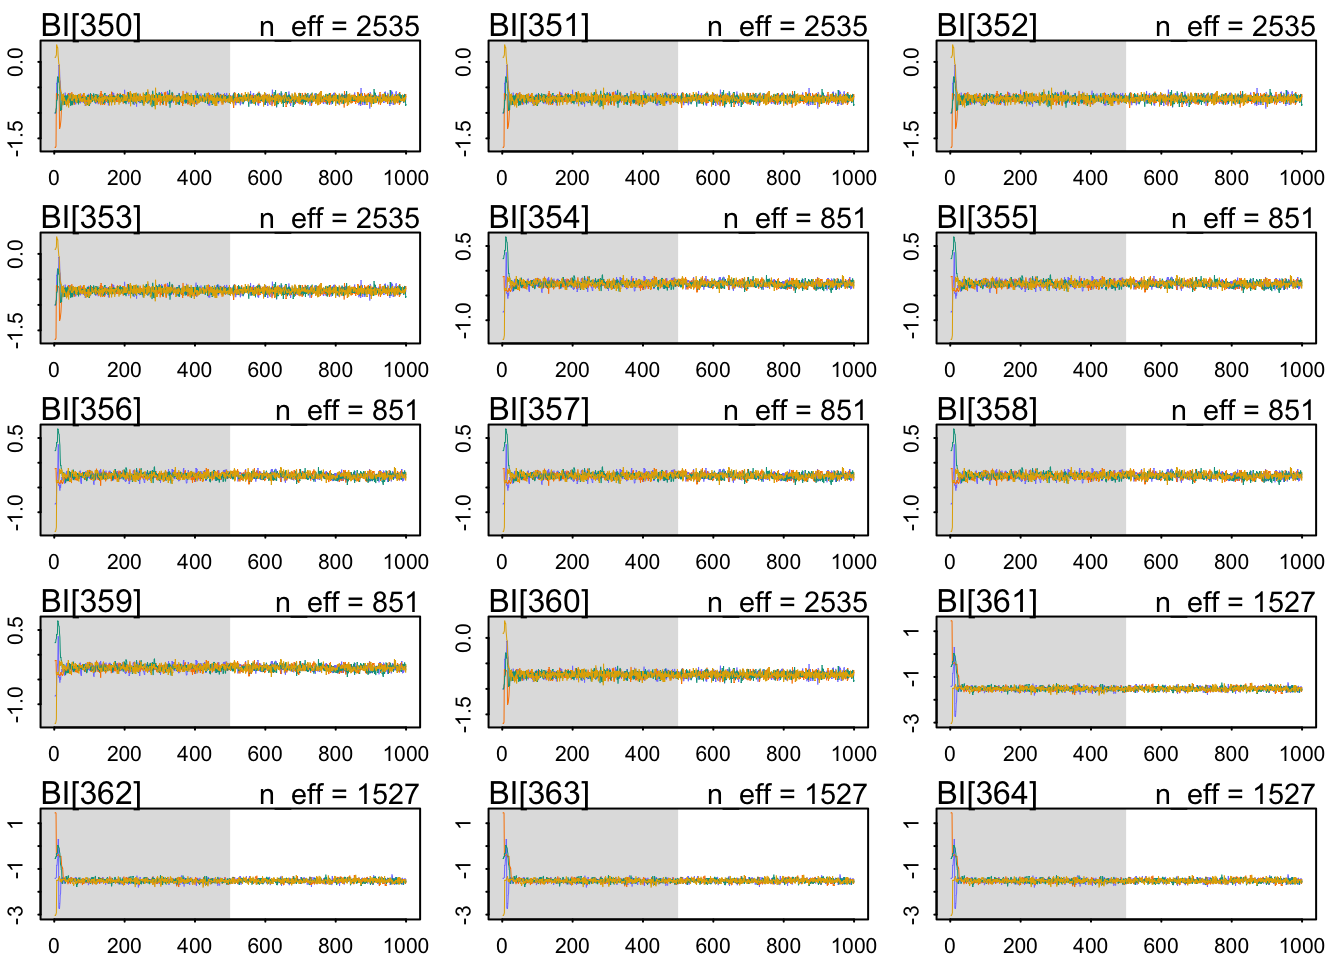 BI[350] n_eff = 2535 BI[351] n_eff = 2535 BI[352] n_eff = 2535
0.0 0.0 0.0
-1.5 -1.5 -1.5
0 200 400 600 800 1000 0 200 400 600 800 1000 0 200 400 600 800 1000
BI[353] n_eff = 2535 BI[354] n_eff = 851 BI[355] n_eff = 851
0.0 0.5 0.5
-1.5 -1.0 -1.0
0 200 400 600 800 1000 0 200 400 600 800 1000 0 200 400 600 800 1000
BI[356] n_eff = 851 BI[357] n_eff = 851 BI[358] n_eff = 851
0.5 0.5 0.5
-1.0 -1.0 -1.0
0 200 400 600 800 1000 0 200 400 600 800 1000 0 200 400 600 800 1000
BI[359] n_eff = 851 BI[360] n_eff = 2535 BI[361] n_eff = 1527
0.5 0.0 1
-1.0 -1.5 -1
-3
0 200 400 600 800 1000 0 200 400 600 800 1000 0 200 400 600 800 1000
BI[362] n_eff = 1527 BI[363] n_eff = 1527 BI[364] n_eff = 1527
1 1 1
-1 -1 -1
-3 -3 -3
0 200 400 600 800 1000 0 200 400 600 800 1000 0 200 400 600 800 1000